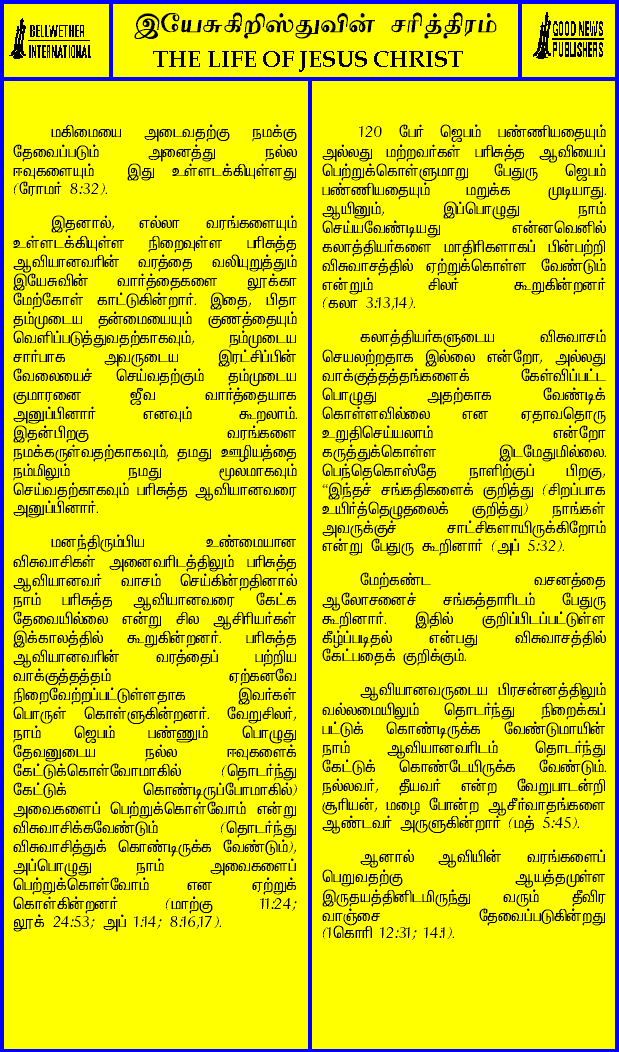 BELLWETHER
INTERNATIONAL
இயேசுகிறிஸ்துவின் சரித்திரம்
THE LIFE OF JESUS CHRIST
GOOD NEWS
PUBLISHERS
மகிமையை அடைவதற்கு நமக்கு
தேவைப்படும் அனைத்து நல்ல
ஈவுகளையும் இது உள்ளடக்கியுள்ளது
(ரோமர் 8:32).
இதனால், எல்லா வரங்களையும்
உள்ளடக்கியுள்ள நிறைவுள்ள பரிசுத்த
ஆவியானவரின் வரத்தை வலியுறுத்தும்
இயேசுவின் வார்த்தைகளை லூக்கா
மேற்கோள் காட்டுகின்றார். இதை, பிதா
தம்முடைய தன்மையையும் குணத்தையும்
வெளிப்படுத்துவதற்காகவும், நம்முடைய
சார்பாக அவருடைய இரட்சிப்பின்
வேலையைச் செய்வதற்கும் தம்முடைய
குமாரனை ஜீவ வார்த்தையாக
அனுப்பினார் எனவும் கூறலாம்.
இதன்பிறகு வரங்களை
நமக்கருள்வதற்காகவும், தமது ஊழியத்தை
நம்மிலும் நமது மூலமாகவும்
செய்வதற்காகவும் பரிசுத்த ஆவியானவரை
அனுப்பினார்.
மனந்திரும்பிய உண்மையான
விசுவாசிகள் அனைவரிடத்திலும் பரிசுத்த
ஆவியானவர் வாசம் செய்கின்றதினால்
நாம் பரிசுத்த ஆவியானவரை கேட்க
தேவையில்லை என்று சில ஆசிரியர்கள்
இக்காலத்தில் கூறுகின்றனர். பரிசுத்த
ஆவியானவரின் வரத்தைப் பற்றிய
வாக்குத்தத்தம் ஏற்கனவே
நிறைவேற்றப்பட்டுள்ளதாக இவர்கள்
பொருள் கொள்ளுகின்றனர். வேறுசிலர்,
நாம் ஜெபம் பண்ணும் பொழுது
தேவனுடைய நல்ல ஈவுகளைக்
கேட்டுக்கொள்வோமாகில் (தொடர்ந்து
கேட்டுக் கொண்டிருப்போமாகில்)
அவைகளைப் பெற்றுக்கொள்வோம் என்று
விசுவாசிக்கவேண்டும் (தொடர்ந்து
விசுவாசித்துக் கொண்டிருக்க வேண்டும்),
அப்பொழுது நாம் அவைகளைப்
பெற்றுக்கொள்வோம் என ஏற்றுக்
கொள்கின்றனர் (மாற்கு 11:24;
லூக் 24:53; அப் 1:14; 8:16,17).
120 பேர் ஜெபம் பண்ணியதையும்
அல்லது மற்றவர்கள் பரிசுத்த ஆவியைப்
பெற்றுக்கொள்ளுமாறு பேதுரு ஜெபம்
பண்ணியதையும் மறுக்க முடியாது.
ஆயினும், இப்பொழுது நாம்
செய்யவேண்டியது என்னவெனில்
கலாத்தியர்களை மாதிரிகளாகப் பின்பற்றி
விசுவாசத்தில் ஏற்றுக்கொள்ள வேண்டும்
என்றும் சிலர் கூறுகின்றனர்
(கலா 3:13,14).
கலாத்தியர்களுடைய விசுவாசம்
செயலற்றதாக இல்லை என்றோ, அல்லது
வாக்குத்தத்தங்களைக் கேள்விப்பட்ட
பொழுது அதற்காக வேண்டிக்
கொள்ளவில்லை என ஏதாவதொரு
உறுதிசெய்யலாம் என்றோ
கருத்துக்கொள்ள இடமேதுமில்லை.
பெந்தெகொஸ்தே நாளிற்குப் பிறகு,
“இந்தச் சங்கதிகளைக் குறித்து (சிறப்பாக
உயிர்த்தெழுதலைக் குறித்து) நாங்கள்
அவருக்குச் சாட்சிகளாயிருக்கிறோம்
என்று பேதுரு கூறினார் (அப் 5:32).
மேற்கண்ட வசனத்தை
ஆலோசனைச் சங்கத்தாரிடம் பேதுரு
கூறினார். இதில் குறிப்பிடப்பட்டுள்ள
கீழ்ப்படிதல் என்பது விசுவாசத்தில்
கேட்பதைக் குறிக்கும்.
ஆவியானவருடைய பிரசன்னத்திலும்
வல்லமையிலும் தொடர்ந்து நிறைக்கப்
பட்டுக் கொண்டிருக்க வேண்டுமாயின்
நாம் ஆவியானவரிடம் தொடர்ந்து
கேட்டுக் கொண்டேயிருக்க வேண்டும்.
நல்லவர், தீயவர் என்ற வேறுபாடன்றி
சூரியன், மழை போன்ற ஆசீர்வாதங்களை
ஆண்டவர் அருளுகின்றார் (மத் 5:45).
ஆனால் ஆவியின் வரங்களைப்
பெறுவதற்கு ஆயத்தமுள்ள
இருதயத்தினிடமிருந்து வரும் தீவிர
வாஞ்சை தேவைப்படுகின்றது
(1கொரி 12:31; 14:1).